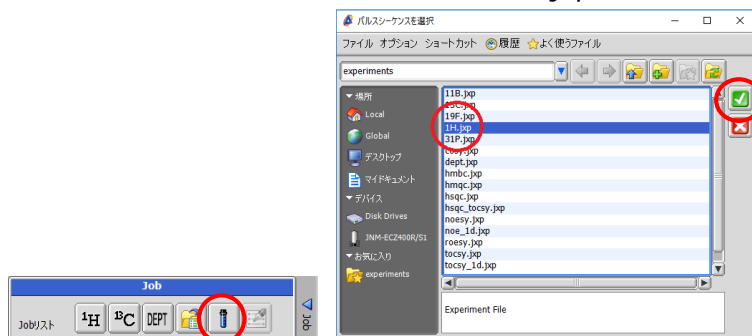 パルスシーケンスを選択
ファイル オプション ショートカット 履歴 よく使うファイル
experiments
場所
Local
Global
デスクトップ
マイドキュメント
デバイス
Disk Drives
JNM-ECZ400R/S1
お気に入り
experiments
11B.jxp
13C.jxp
19F.jxp
1H.jxp
31P.jxp
cosy.jxp
dept.jxp
hmbc.jxp
hmqc.jxp
hsqc.jxp
hsqc_tocsy.jxp
noesy.jxp
noe_1d.jxp
roesy.jxp
tocsy.jxp
tocsy_1d.jxp
Experiment File
Job
Jobリスト ¹H ¹³C DEPT
Job